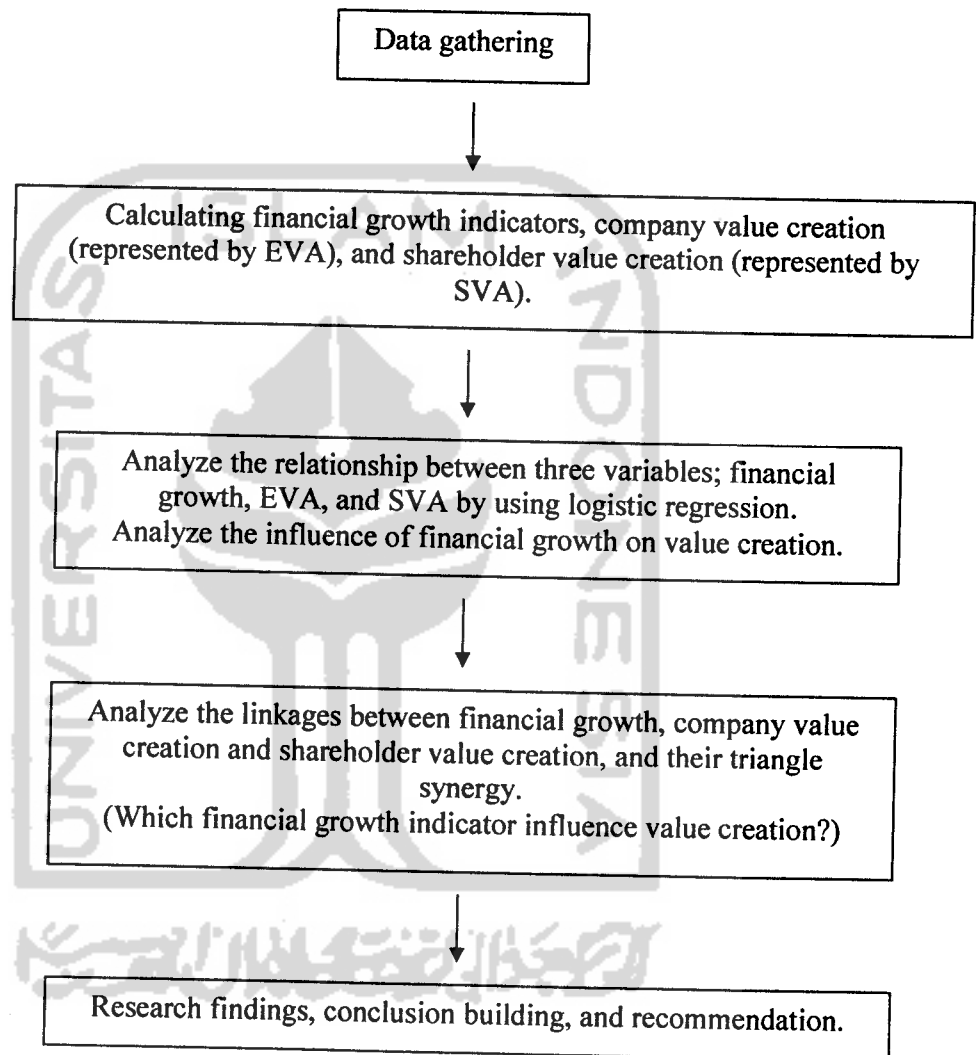 Data gathering
Calculating financial growth indicators, company value creation
(represented by EVA), and shareholder value creation (represented by
SVA).
Analyze the relationship between three variables; financial
growth, EVA, and SVA by using logistic regression.
Analyze the influence of financial growth on value creation.
Analyze the linkages between financial growth, company value
creation and shareholder value creation, and their triangle
synergy.
(Which financial growth indicator influence value creation?)
Research findings, conclusion building, and recommendation.
UNIVERSITAS
ISLAM
INDONESIA